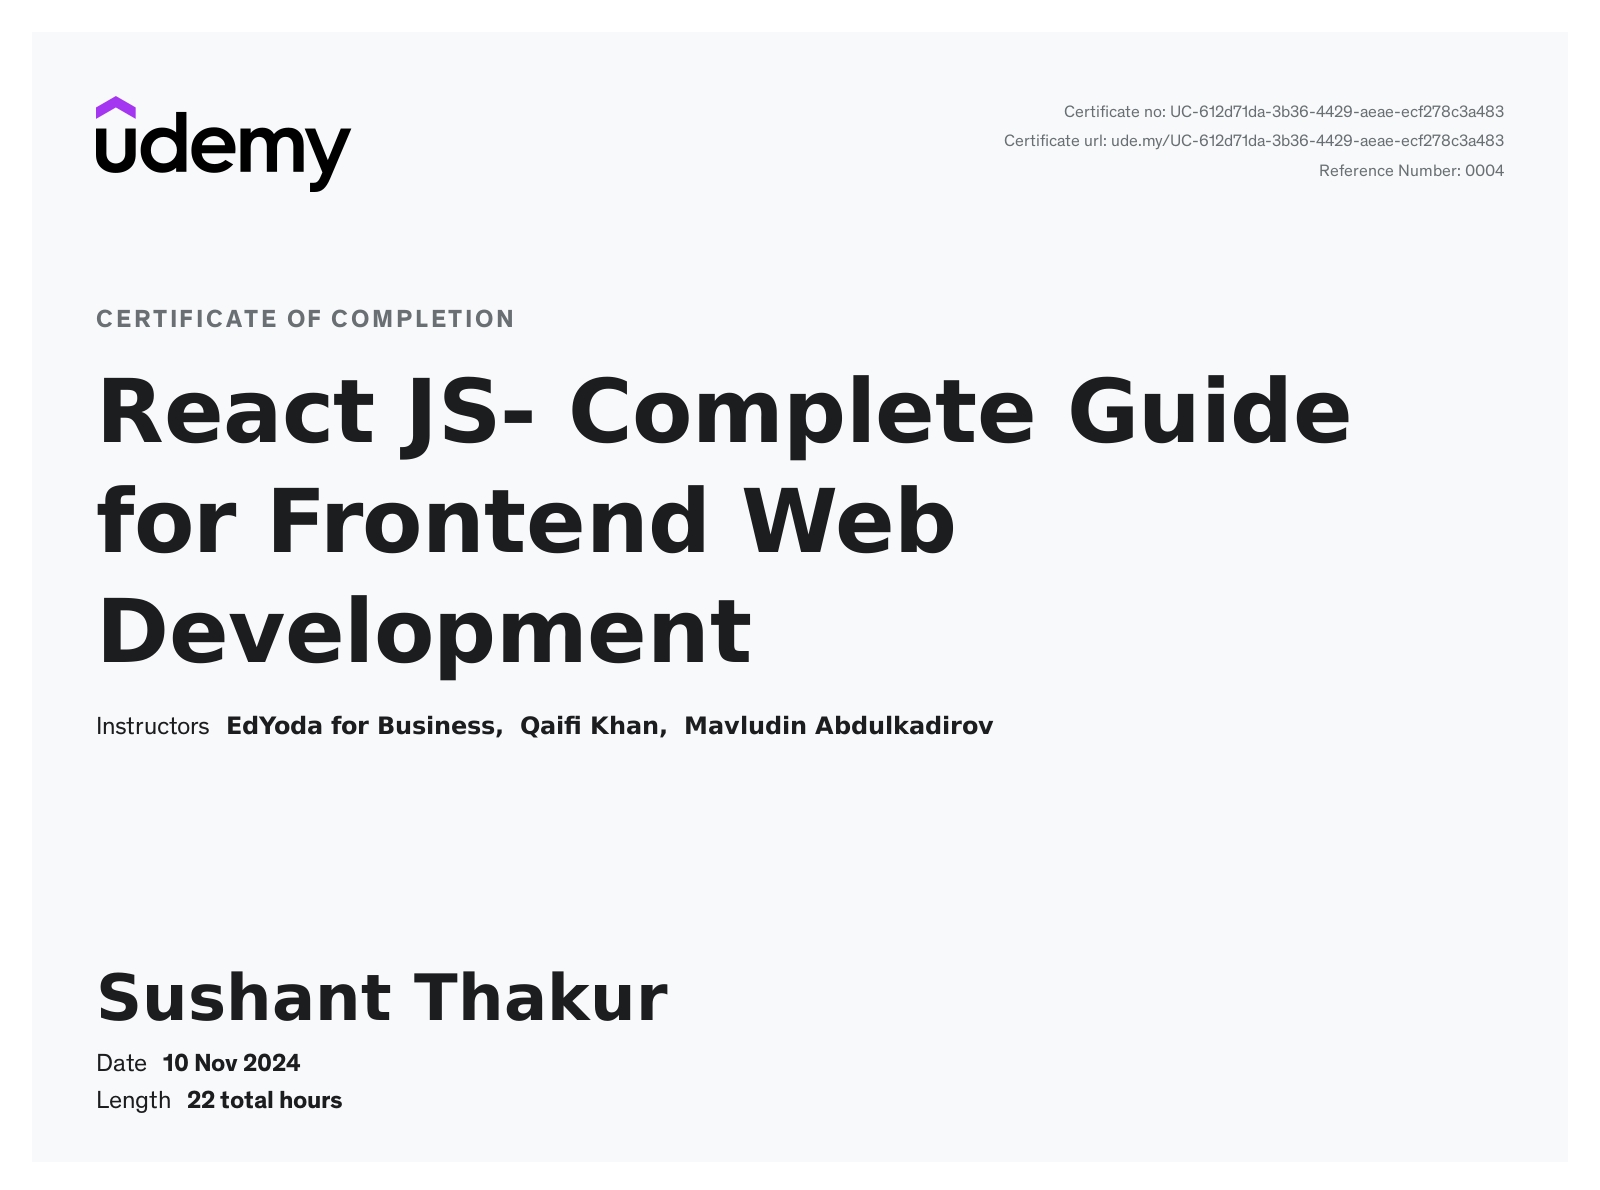 udemy
Certificate no: UC-612d71da-3b36-4429-aeae-ecf278c3a483
Certificate url: ude.my/UC-612d71da-3b36-4429-aeae-ecf278c3a483
Reference Number: 0004
CERTIFICATE OF COMPLETION
React JS- Complete Guide
for Frontend Web
Development
Instructors EdYoda for Business, Qaifi Khan, Mavludin Abdulkadirov
Sushant Thakur
Date 10 Nov 2024
Length 22 total hours